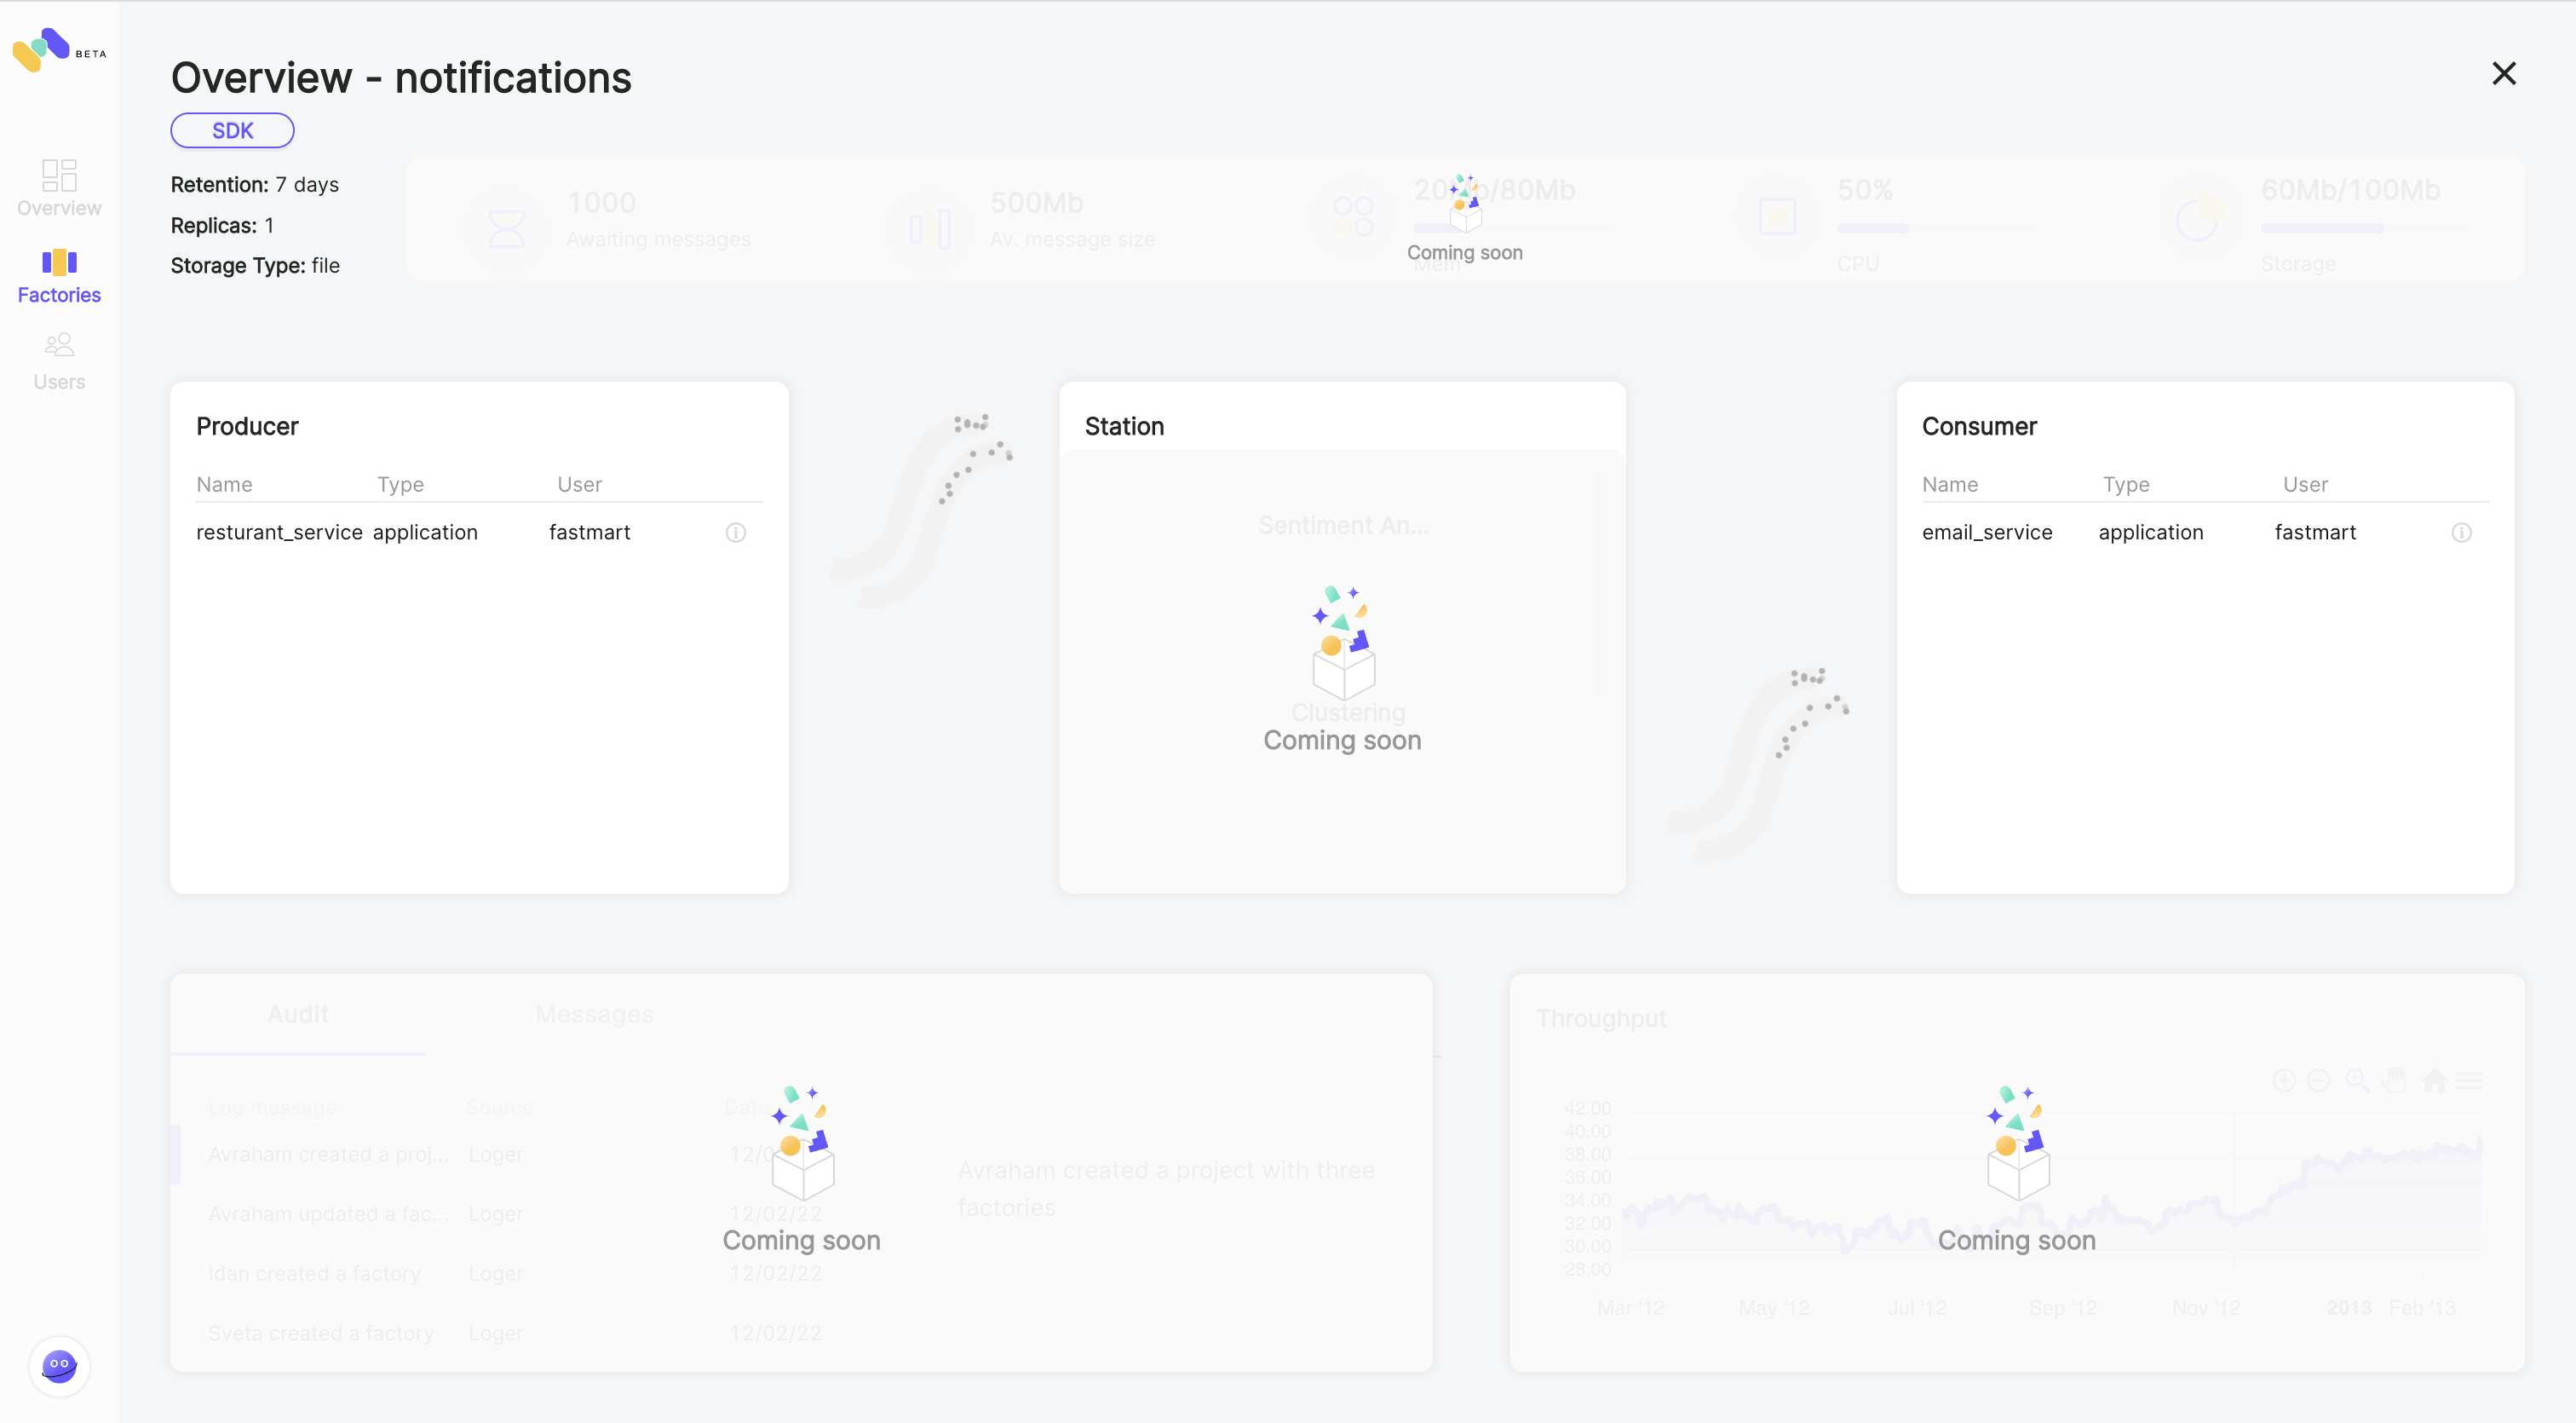 BETA
Overview
Factories
Users
Overview - notifications
SDK
Retention: 7 days
Replicas: 1
Storage Type: file
1000
Awaiting messages
500Mb
Av. message size
20Mb/80Mb
Mem
Coming soon
50%
CPU
60Mb/100Mb
Storage
Producer
Name Type User
resturant_service application fastmart
Station
Sentiment An...
Clustering
Coming soon
Consumer
Name Type User
email_service application fastmart
Audit Messages
Log message Source Date
Avraham created a proj... Loger 12/0
Avraham updated a fac... Loger 12/02/22
Idan created a factory Loger 12/02/22
Sveta created a factory Loger 12/02/22
Avraham created a project with three
factories
Coming soon
Throughput
42.00
40.00
38.00
36.00
34.00
32.00
30.00
28.00
Mar '12 May '12 Jul '12 Sep '12 Nov '12 2013 Feb '13
Coming soon